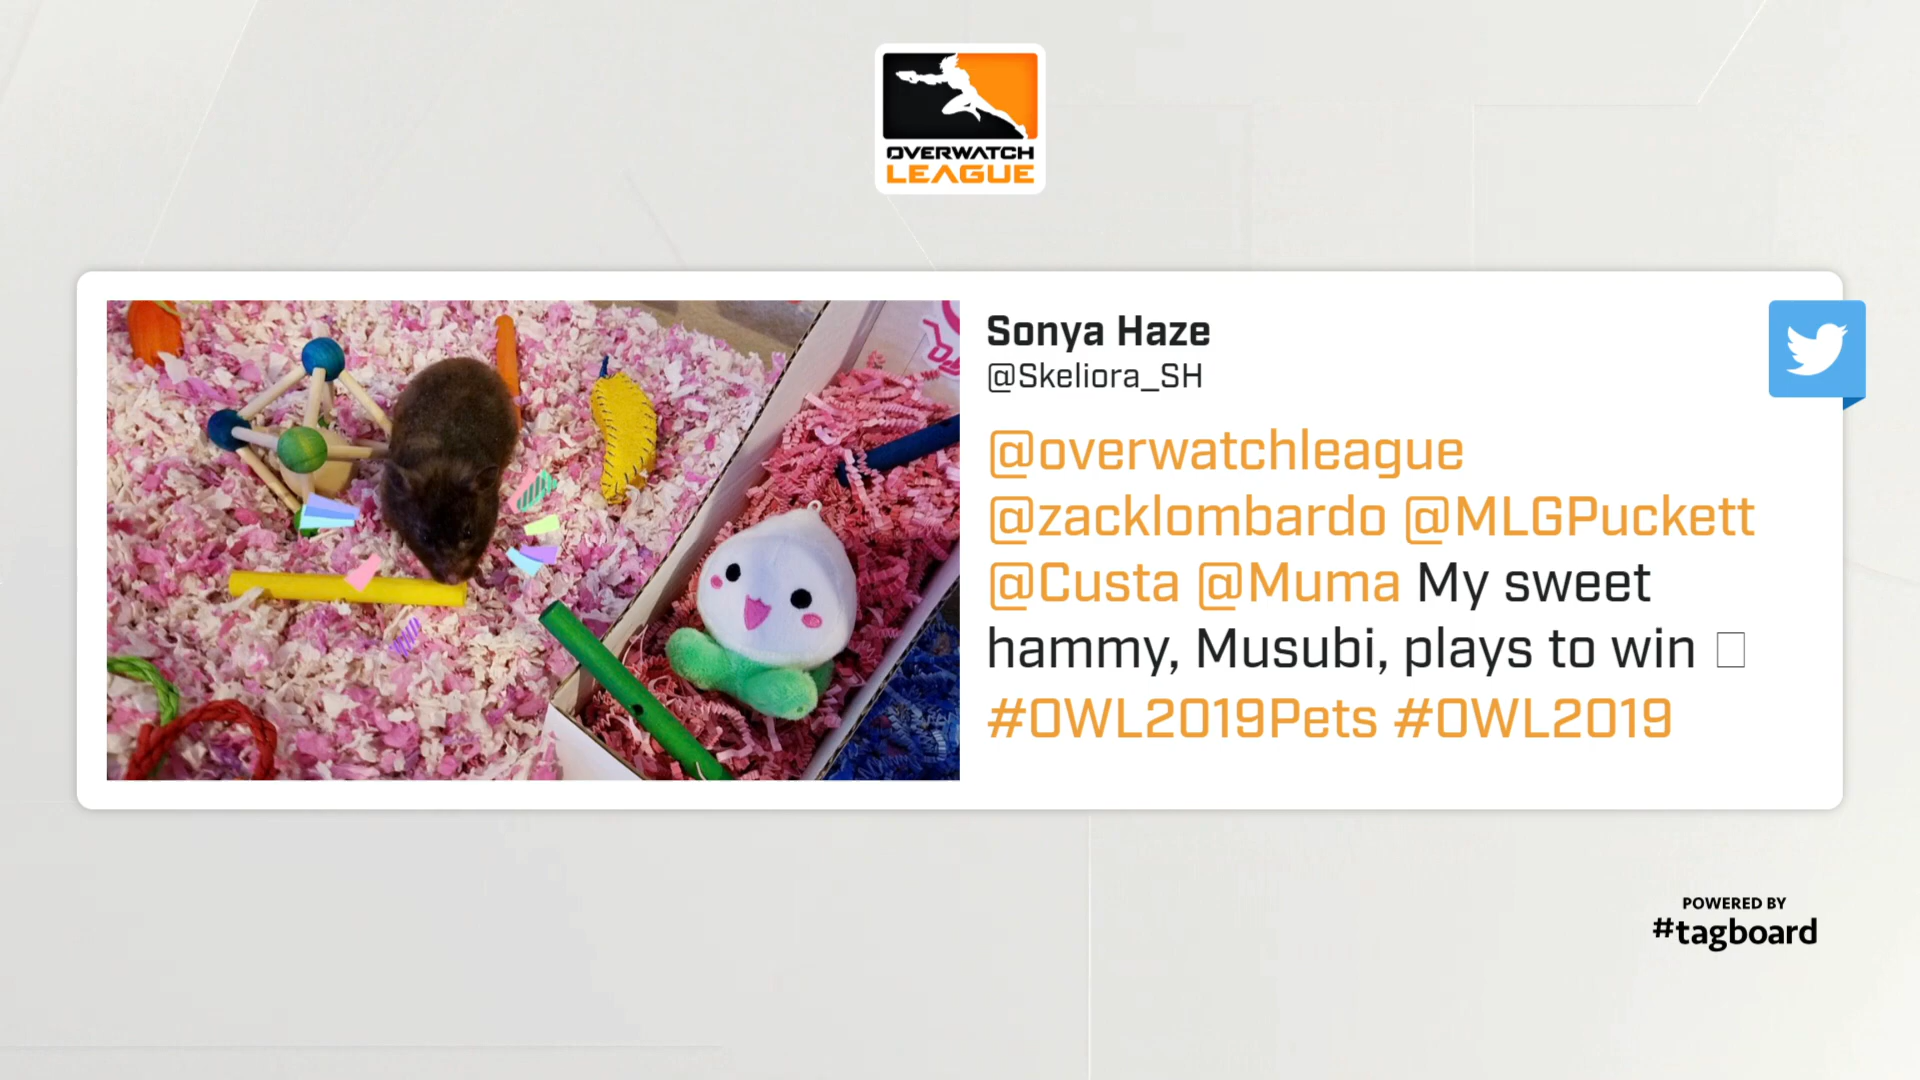 OVERWATCH
LEAGUE
Sonya Haze
@Skeliora_SH
@overwatchleague
@zacklombardo @MLGPuckett
@Custa @Muma My sweet
hammy, Musubi, plays to win □
#OWL2019Pets #OWL2019
POWERED BY
#tagboard